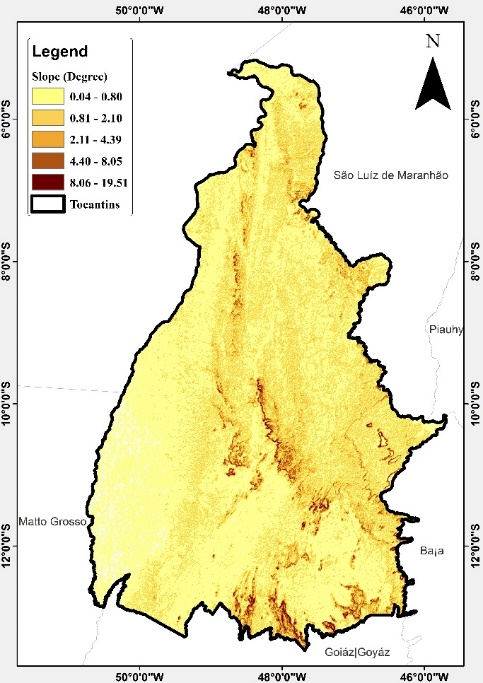 50°0'0"W 48°0'0"W 46°0'0"W
Legend
Slope (Degree)
0.04 - 0.80
0.81 - 2.10
2.11 - 4.39
4.40 - 8.05
8.06 - 19.51
Tocantins
N
6°0'0"S 6°0'0"S
São Luíz de Maranhão
8°0'0"S 8°0'0"S
Piauhy
10°0'0"S 10°0'0"S
Matto Grosso
12°0'0"S 12°0'0"S
Ba¡a
Goiáz|Goyáz
50°0'0"W 48°0'0"W 46°0'0"W